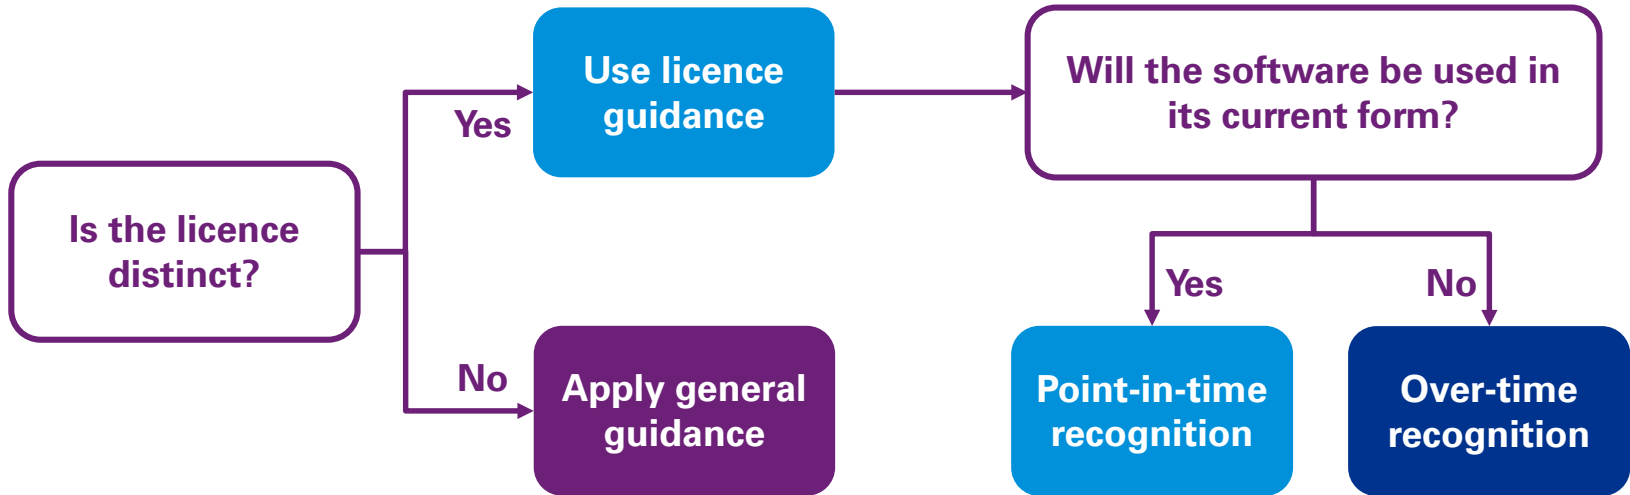 Is the licence
distinct?
Yes
Use licence
guidance
No
Apply general
guidance
Will the software be used in
its current form?
Yes
Point-in-time
recognition
No
Over-time
recognition